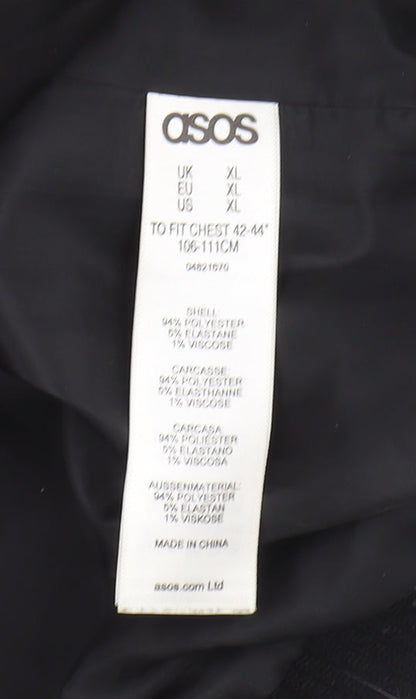 asos
UK XL
EU XL
US XL
TO FIT CHEST 42-44"
106-111CM
04821670
SHELL:
94% POLYESTER
5% ELASTANE
1% VISCOSE
CARCASSE:
94% POLYESTER
5% ELASTHANNE
1% VISCOSE
CARCASA:
94% POLIÉSTER
5% ELASTANO
1% VISCOSA
AUSSENMATERIAL:
94% POLYESTER
5% ELASTAN
1% VISKOSE
MADE IN CHINA
asos.com Ltd